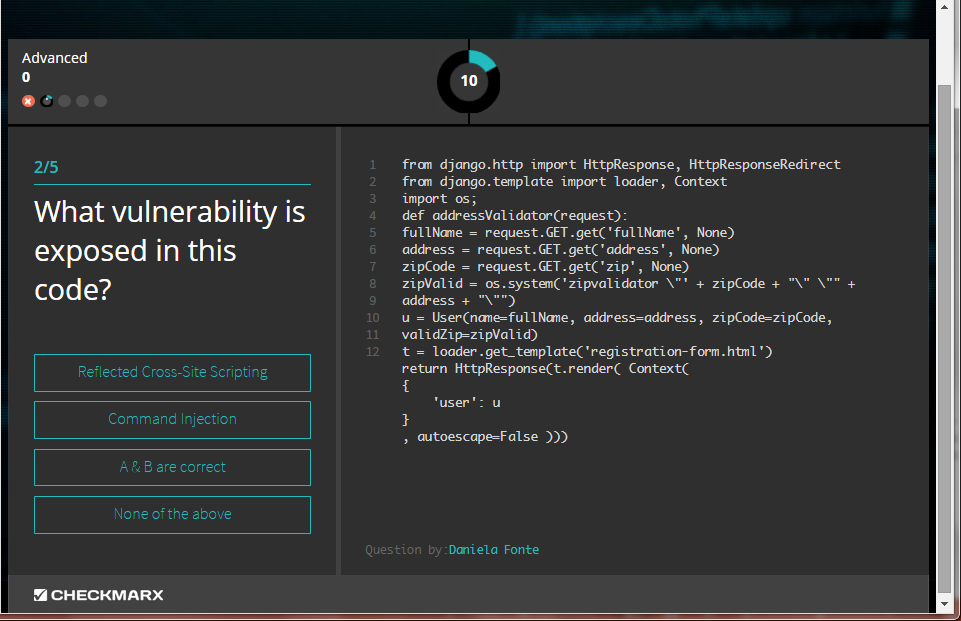 Advanced
0
10
2/5
What vulnerability is
exposed in this
code?
Reflected Cross-Site Scripting
Command Injection
A & B are correct
None of the above
1 from django.http import HttpResponse, HttpResponseRedirect
2 from django.template import loader, Context
3 import os;
4 def addressValidator(request):
5 fullName = request.GET.get('fullName', None)
6 address = request.GET.get('address', None)
7 zipCode = request.GET.get('zip', None)
8 zipValid = os.system('zipvalidator \"' + zipCode + "\" \"" +
9 address + "\"")
10 u = User(name=fullName, address=address, zipCode=zipCode,
11 validZip=zipValid)
12 t = loader.get_template('registration-form.html')
return HttpResponse(t.render( Context(
{
'user': u
}
, autoescape=False )))
Question by:Daniela Fonte
CHECKMARX